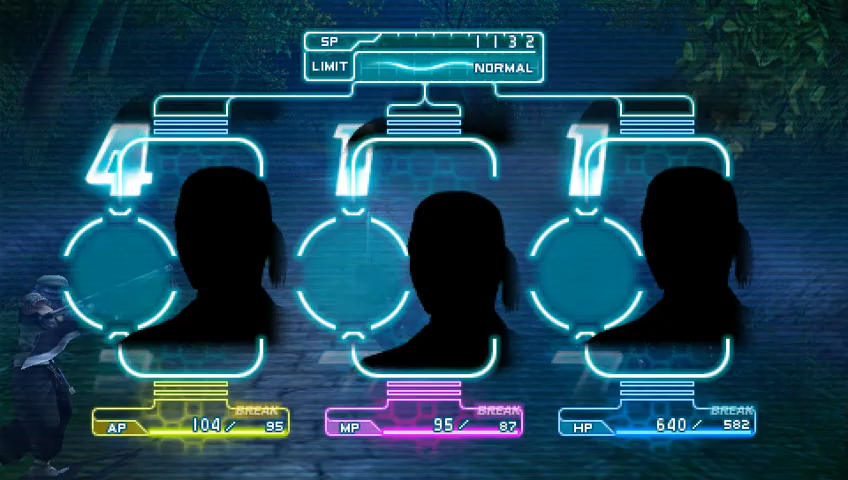 SP 1132
LIMIT NORMAL
4 1 1
BREAK BREAK BREAK
AP 104/ 95 MP 95/ 87 HP 640/ 582